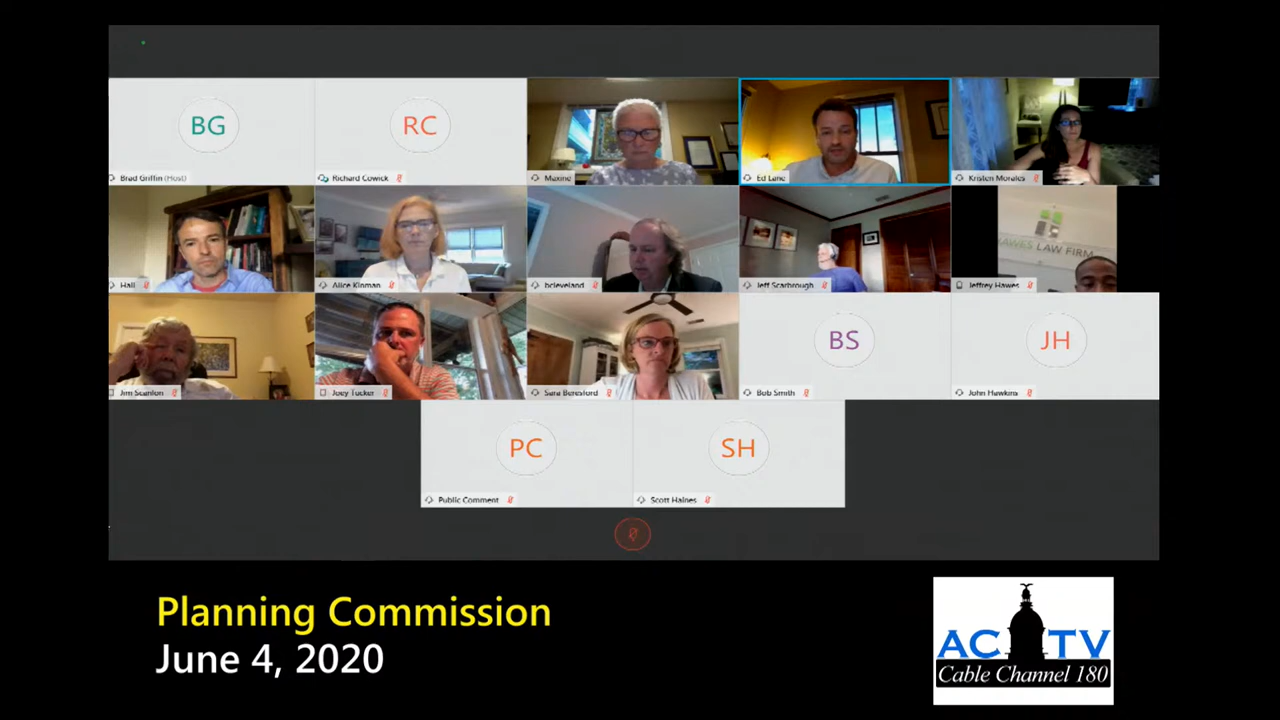 BG
RC
Brad Griffin (Host)
Richard Cowick
Maxine
Ed Lane
Kristen Morales
HAWES LAW FIRM
Hall
Alice Kinman
bcleveland
Jeff Scarbrough
Jeffrey Hawes
BS
JH
Jim Scanlon
Joey Tucker
Sara Beresford
Bob Smith
John Hawkins
PC
SH
Public Comment
Scott Haines
Planning Commission
June 4, 2020
AC TV
Cable Channel 180